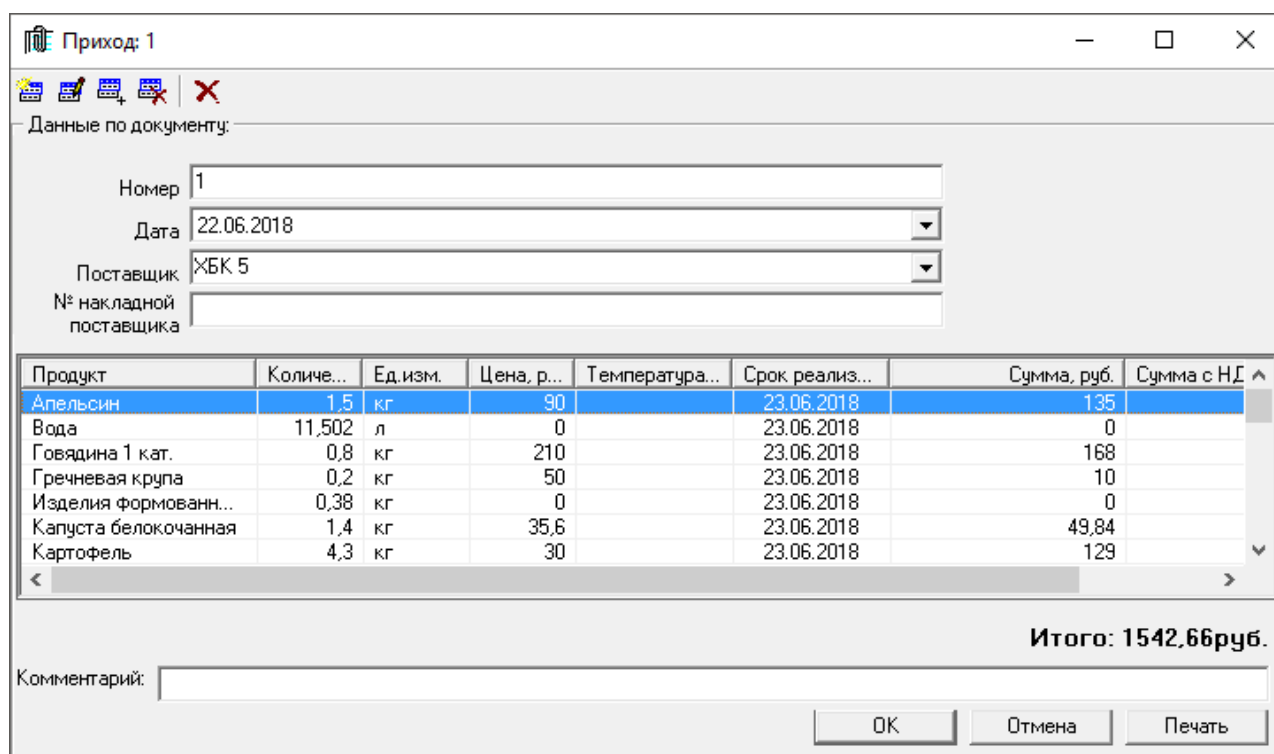 Приход: 1
Данные по документу:
Номер 1
Дата 22.06.2018
Поставщик ХБК 5
№ накладной
поставщика
Продукт Количе... Ед.изм. Цена, р... Температура... Срок реализ... Сумма, руб. Сумма с НД
Апельсин 1,5 кг 90 23.06.2018 135
Вода 11,502 л 0 23.06.2018 0
Говядина 1 кат. 0,8 кг 210 23.06.2018 168
Гречневая крупа 0,2 кг 50 23.06.2018 10
Изделия формованн... 0,38 кг 0 23.06.2018 0
Капуста белокочанная 1,4 кг 35,6 23.06.2018 49,84
Картофель 4,3 кг 30 23.06.2018 129
Итого: 1542,66руб.
Комментарий:
OK Отмена Печать